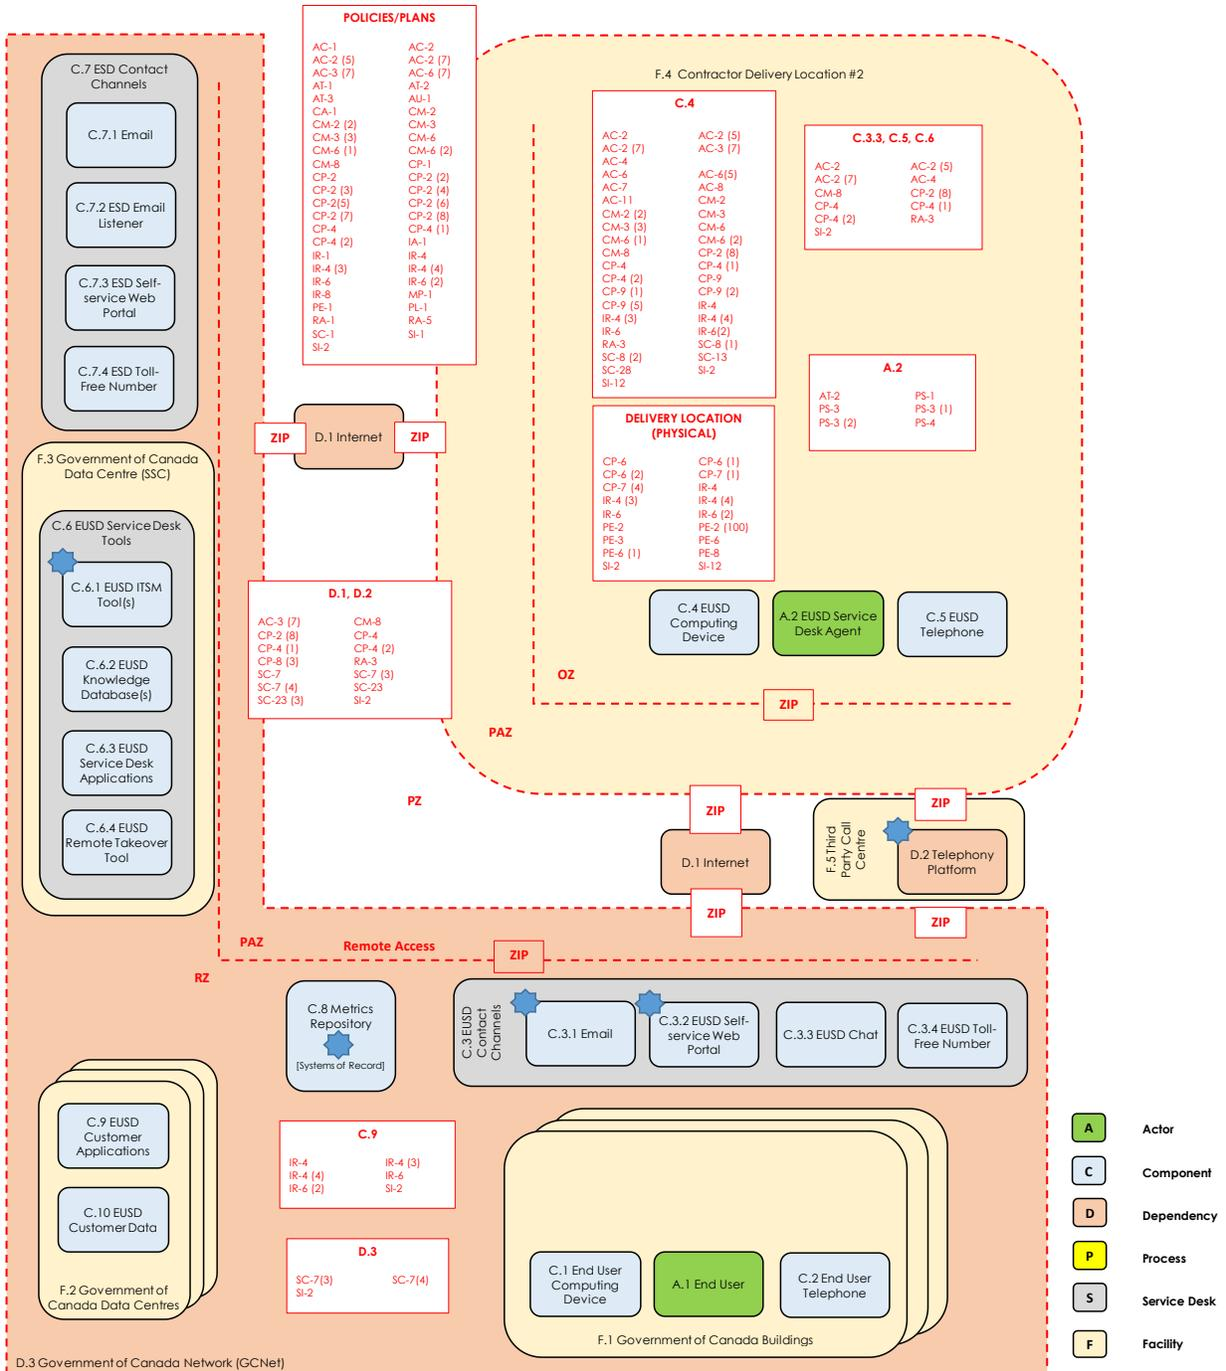 POLICIES/PLANS
AC-1 AC-2
AC-2 (5) AC-2 (7)
AC-3 (7) AC-6 (7)
AT-1 AT-2
AT-3 AU-1
CA-1 CM-2
CM-2 (2) CM-3
CM-3 (3) CM-6
CM-6 (1) CM-6 (2)
CM-8 CP-1
CP-2 CP-2 (2)
CP-2 (3) CP-2 (4)
CP-2(5) CP-2 (6)
CP-2 (7) CP-2 (8)
CP-4 CP-4 (1)
CP-4 (2) IA-1
IR-1 IR-4
IR-4 (3) IR-4 (4)
IR-6 IR-6 (2)
IR-8 MP-1
PE-1 PL-1
RA-1 RA-5
SC-1 SI-1
SI-2
C.7 ESD Contact
Channels
C.7.1 Email
C.7.2 ESD Email
Listener
C.7.3 ESD Self-
service Web
Portal
C.7.4 ESD Toll-
Free Number
F.4 Contractor Delivery Location #2
C.4
AC-2 AC-2 (5)
AC-2 (7) AC-3 (7)
AC-4
AC-6 AC-6(5)
AC-7 AC-8
AC-11 CM-2
CM-2 (2) CM-3
CM-3 (3) CM-6
CM-6 (1) CM-6 (2)
CM-8 CP-2 (8)
CP-4 CP-4 (1)
CP-4 (2) CP-9
CP-9 (1) CP-9 (2)
CP-9 (5) IR-4
IR-4 (3) IR-4 (4)
IR-6 IR-6(2)
RA-3 SC-8 (1)
SC-8 (2) SC-13
SC-28 SI-2
SI-12
C.3.3, C.5, C.6
AC-2 AC-2 (5)
AC-2 (7) AC-4
CM-8 CP-2 (8)
CP-4 CP-4 (1)
CP-4 (2) RA-3
SI-2
A.2
AT-2 PS-1
PS-3 PS-3 (1)
PS-3 (2) PS-4
DELIVERY LOCATION
(PHYSICAL)
CP-6 CP-6 (1)
CP-6 (2) CP-7 (1)
CP-7 (4) IR-4
IR-4 (3) IR-4 (4)
IR-6 IR-6 (2)
PE-2 PE-2 (100)
PE-3 PE-6
PE-6 (1) PE-8
SI-2 SI-12
ZIP
D.1 Internet
ZIP
F.3 Government of Canada
Data Centre (SSC)
C.6 EUSD Service Desk
Tools
C.6.1 EUSD ITSM
Tool(s)
C.6.2 EUSD
Knowledge
Database(s)
C.6.3 EUSD
Service Desk
Applications
C.6.4 EUSD
Remote Takeover
Tool
D.1, D.2
AC-3 (7) CM-8
CP-2 (8) CP-4
CP-4 (1) CP-4 (2)
CP-8 (3) RA-3
SC-7 SC-7 (3)
SC-7 (4) SC-23
SC-23 (3) SI-2
C.4 EUSD
Computing
Device
A.2 EUSD Service
Desk Agent
C.5 EUSD
Telephone
OZ
ZIP
PAZ
PZ
ZIP
D.1 Internet
ZIP
ZIP
F.5 Third
Party Call
Centre
D.2 Telephony
Platform
ZIP
PAZ
Remote Access
ZIP
RZ
C.8 Metrics
Repository
[Systems of Record]
C.3 EUSD
Contact
Channels
C.3.1 Email
C.3.2 EUSD Self-
service Web
Portal
C.3.3 EUSD Chat
C.3.4 EUSD Toll-
Free Number
C.9 EUSD
Customer
Applications
C.10 EUSD
Customer Data
F.2 Government of
Canada Data Centres
C.9
IR-4 IR-4 (3)
IR-4 (4) IR-6
IR-6 (2) SI-2
D.3
SC-7(3) SC-7(4)
SI-2
C.1 End User
Computing
Device
A.1 End User
C.2 End User
Telephone
F.1 Government of Canada Buildings
D.3 Government of Canada Network (GCNet)
A Actor
C Component
D Dependency
P Process
S Service Desk
F Facility